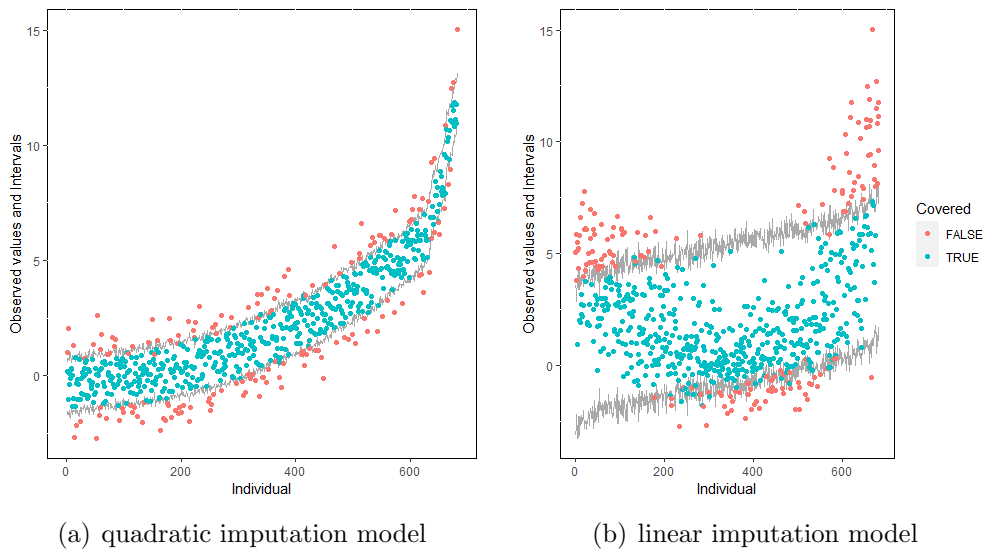 15
10
5
0
Observed values and Intervals
0
200
400
600
Individual
(a) quadratic imputation model
15
10
5
0
Observed values and Intervals
0
200
400
600
Individual
(b) linear imputation model
Covered
FALSE
TRUE